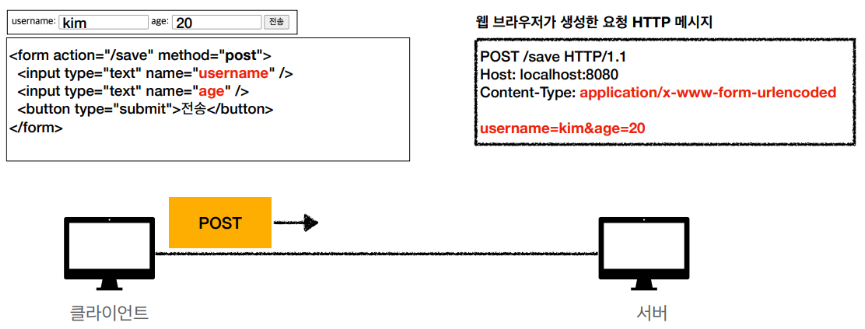 username: kim age: 20 전송
<form action="/save" method="post">
<input type="text" name="username" />
<input type="text" name="age" />
<button type="submit">전송</button>
</form>
웹 브라우저가 생성한 요청 HTTP 메시지
POST /save HTTP/1.1
Host: localhost:8080
Content-Type: application/x-www-form-urlencoded
username=kim&age=20
POST
클라이언트
서버